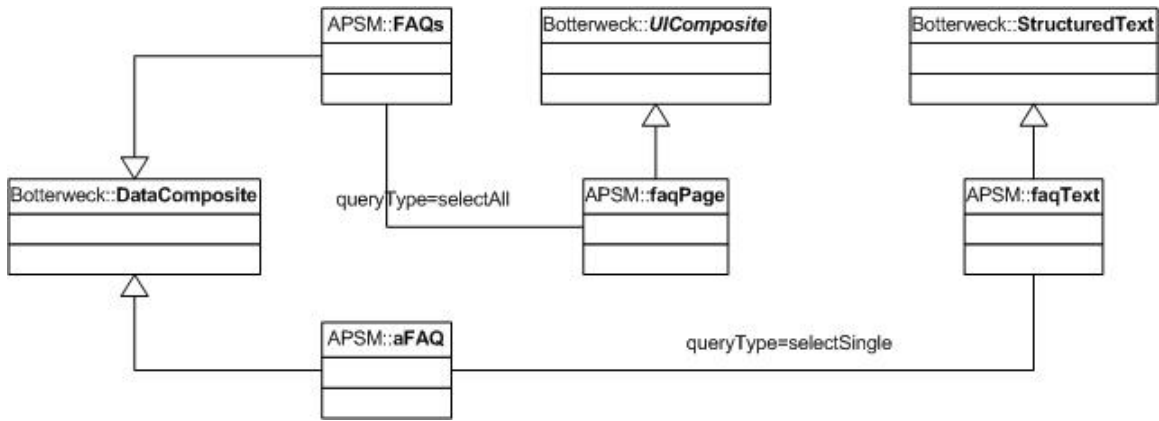 APSM::FAQs
Botterweck::UIComposite
Botterweck::StructuredText
Botterweck::DataComposite
queryType=selectAll
APSM::faqPage
APSM::faqText
APSM::aFAQ
queryType=selectSingle